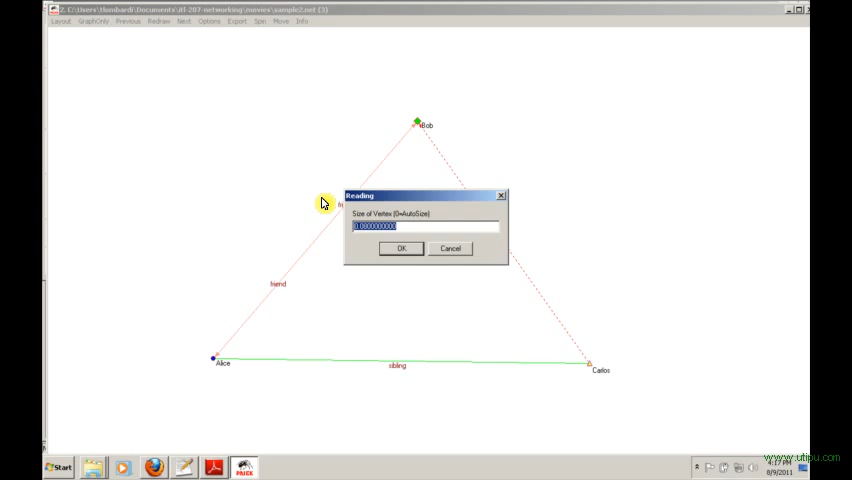 2. C:\Users\tlombardi\Documents\it-207-networking\movies\sample2.net (3)
Layout GraphOnly Previous Redraw Next Options Export Spin Move Info
Bob
Reading
Size of Vertex (0=AutoSize)
0.0800000000
OK Cancel
friend
sibling
Alice
Carlos
Start
PAJEK
4:17 PM
8/9/2011
www.utipu.com